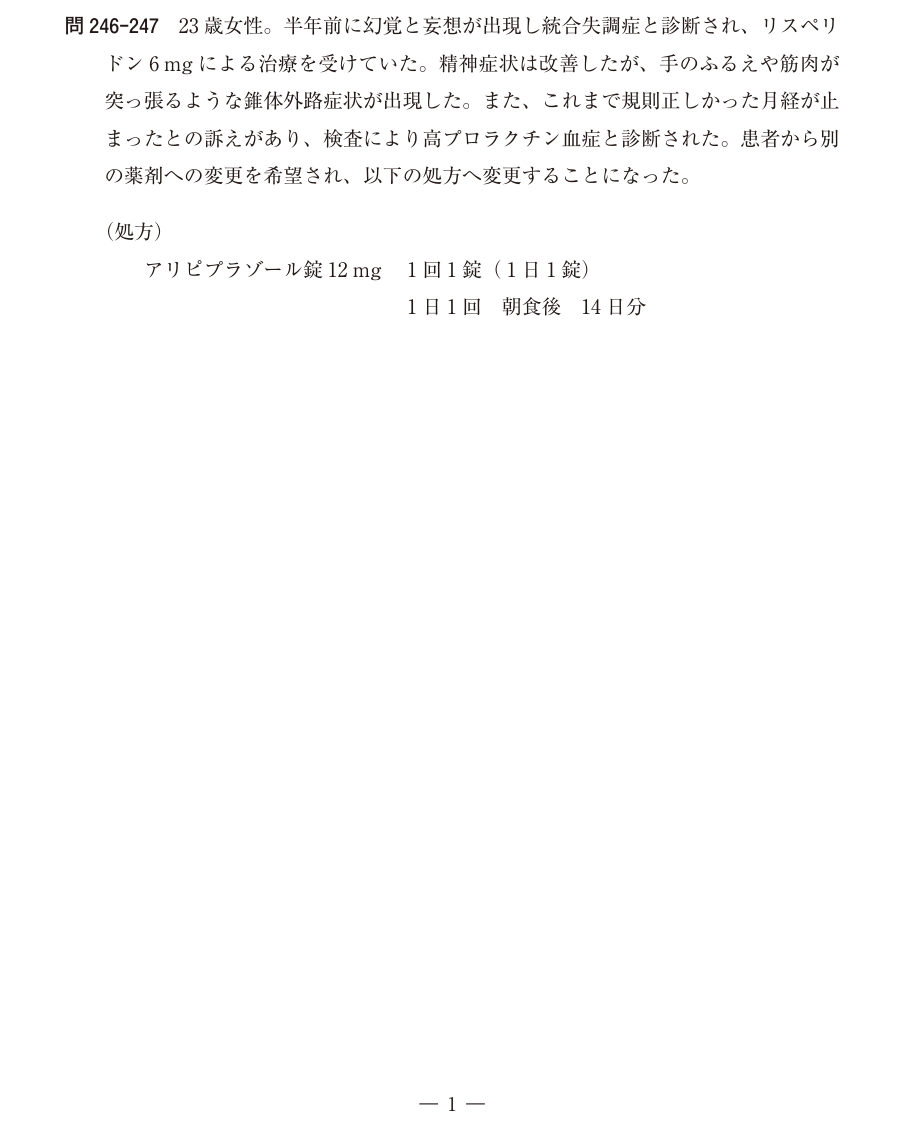 問 246−247　23 歳女性。半年前に幻覚と妄想が出現し統合失調症と診断され、リスペリ
ドン 6 mg による治療を受けていた。精神症状は改善したが、手のふるえや筋肉が
突っ張るような錐体外路症状が出現した。また、これまで規則正しかった月経が止
まったとの訴えがあり、検査により高プロラクチン血症と診断された。患者から別
の薬剤への変更を希望され、以下の処方へ変更することになった。
（処方）
アリピプラゾール錠 12 mg　1 回 1 錠（1 日 1 錠）
1 日 1 回　朝食後　14 日分
― 1 ―